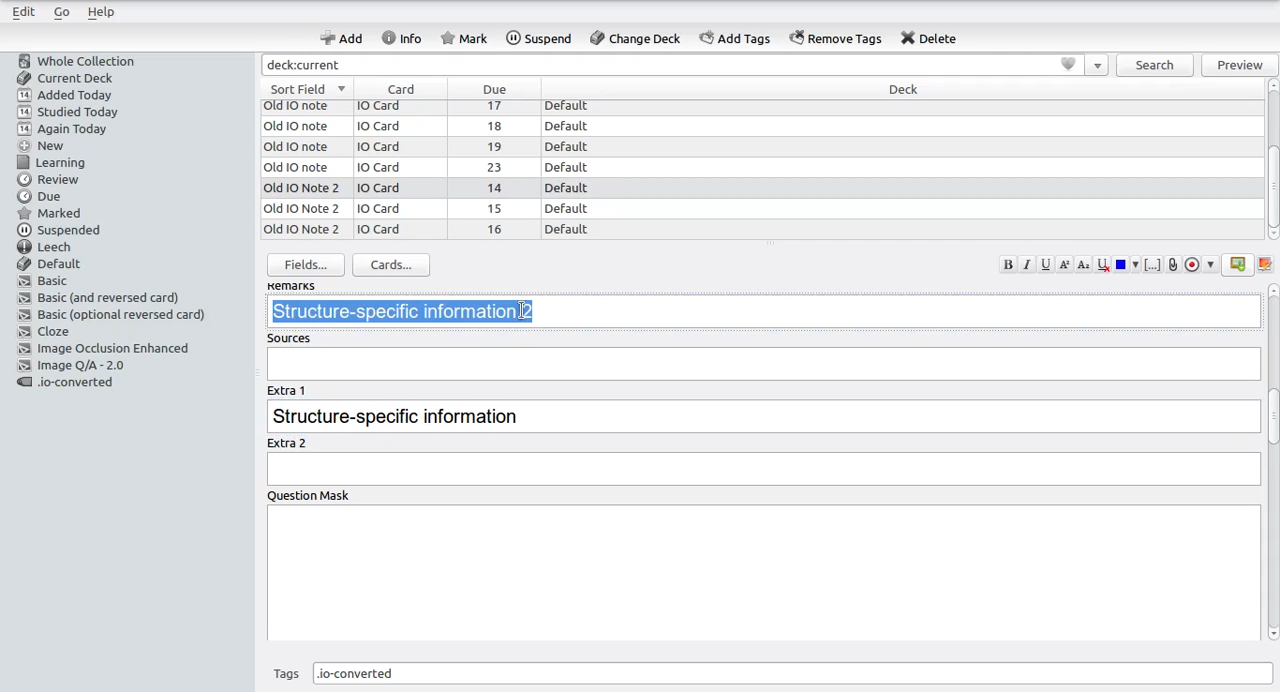 Edit Go Help
Add Info Mark Suspend Change Deck Add Tags Remove Tags Delete
Whole Collection
Current Deck
Added Today
Studied Today
Again Today
New
Learning
Review
Due
Marked
Suspended
Leech
Default
Basic
Basic (and reversed card)
Basic (optional reversed card)
Cloze
Image Occlusion Enhanced
Image Q/A - 2.0
.io-converted
deck:current Search Preview
Sort Field Card Due Deck
Old IO note IO Card 17 Default
Old IO note IO Card 18 Default
Old IO note IO Card 19 Default
Old IO note IO Card 23 Default
Old IO Note 2 IO Card 14 Default
Old IO Note 2 IO Card 15 Default
Old IO Note 2 IO Card 16 Default
Fields... Cards... B I U A² A₂ U [...]
Remarks
Structure-specific information 2
Sources
Extra 1
Structure-specific information
Extra 2
Question Mask
Tags .io-converted